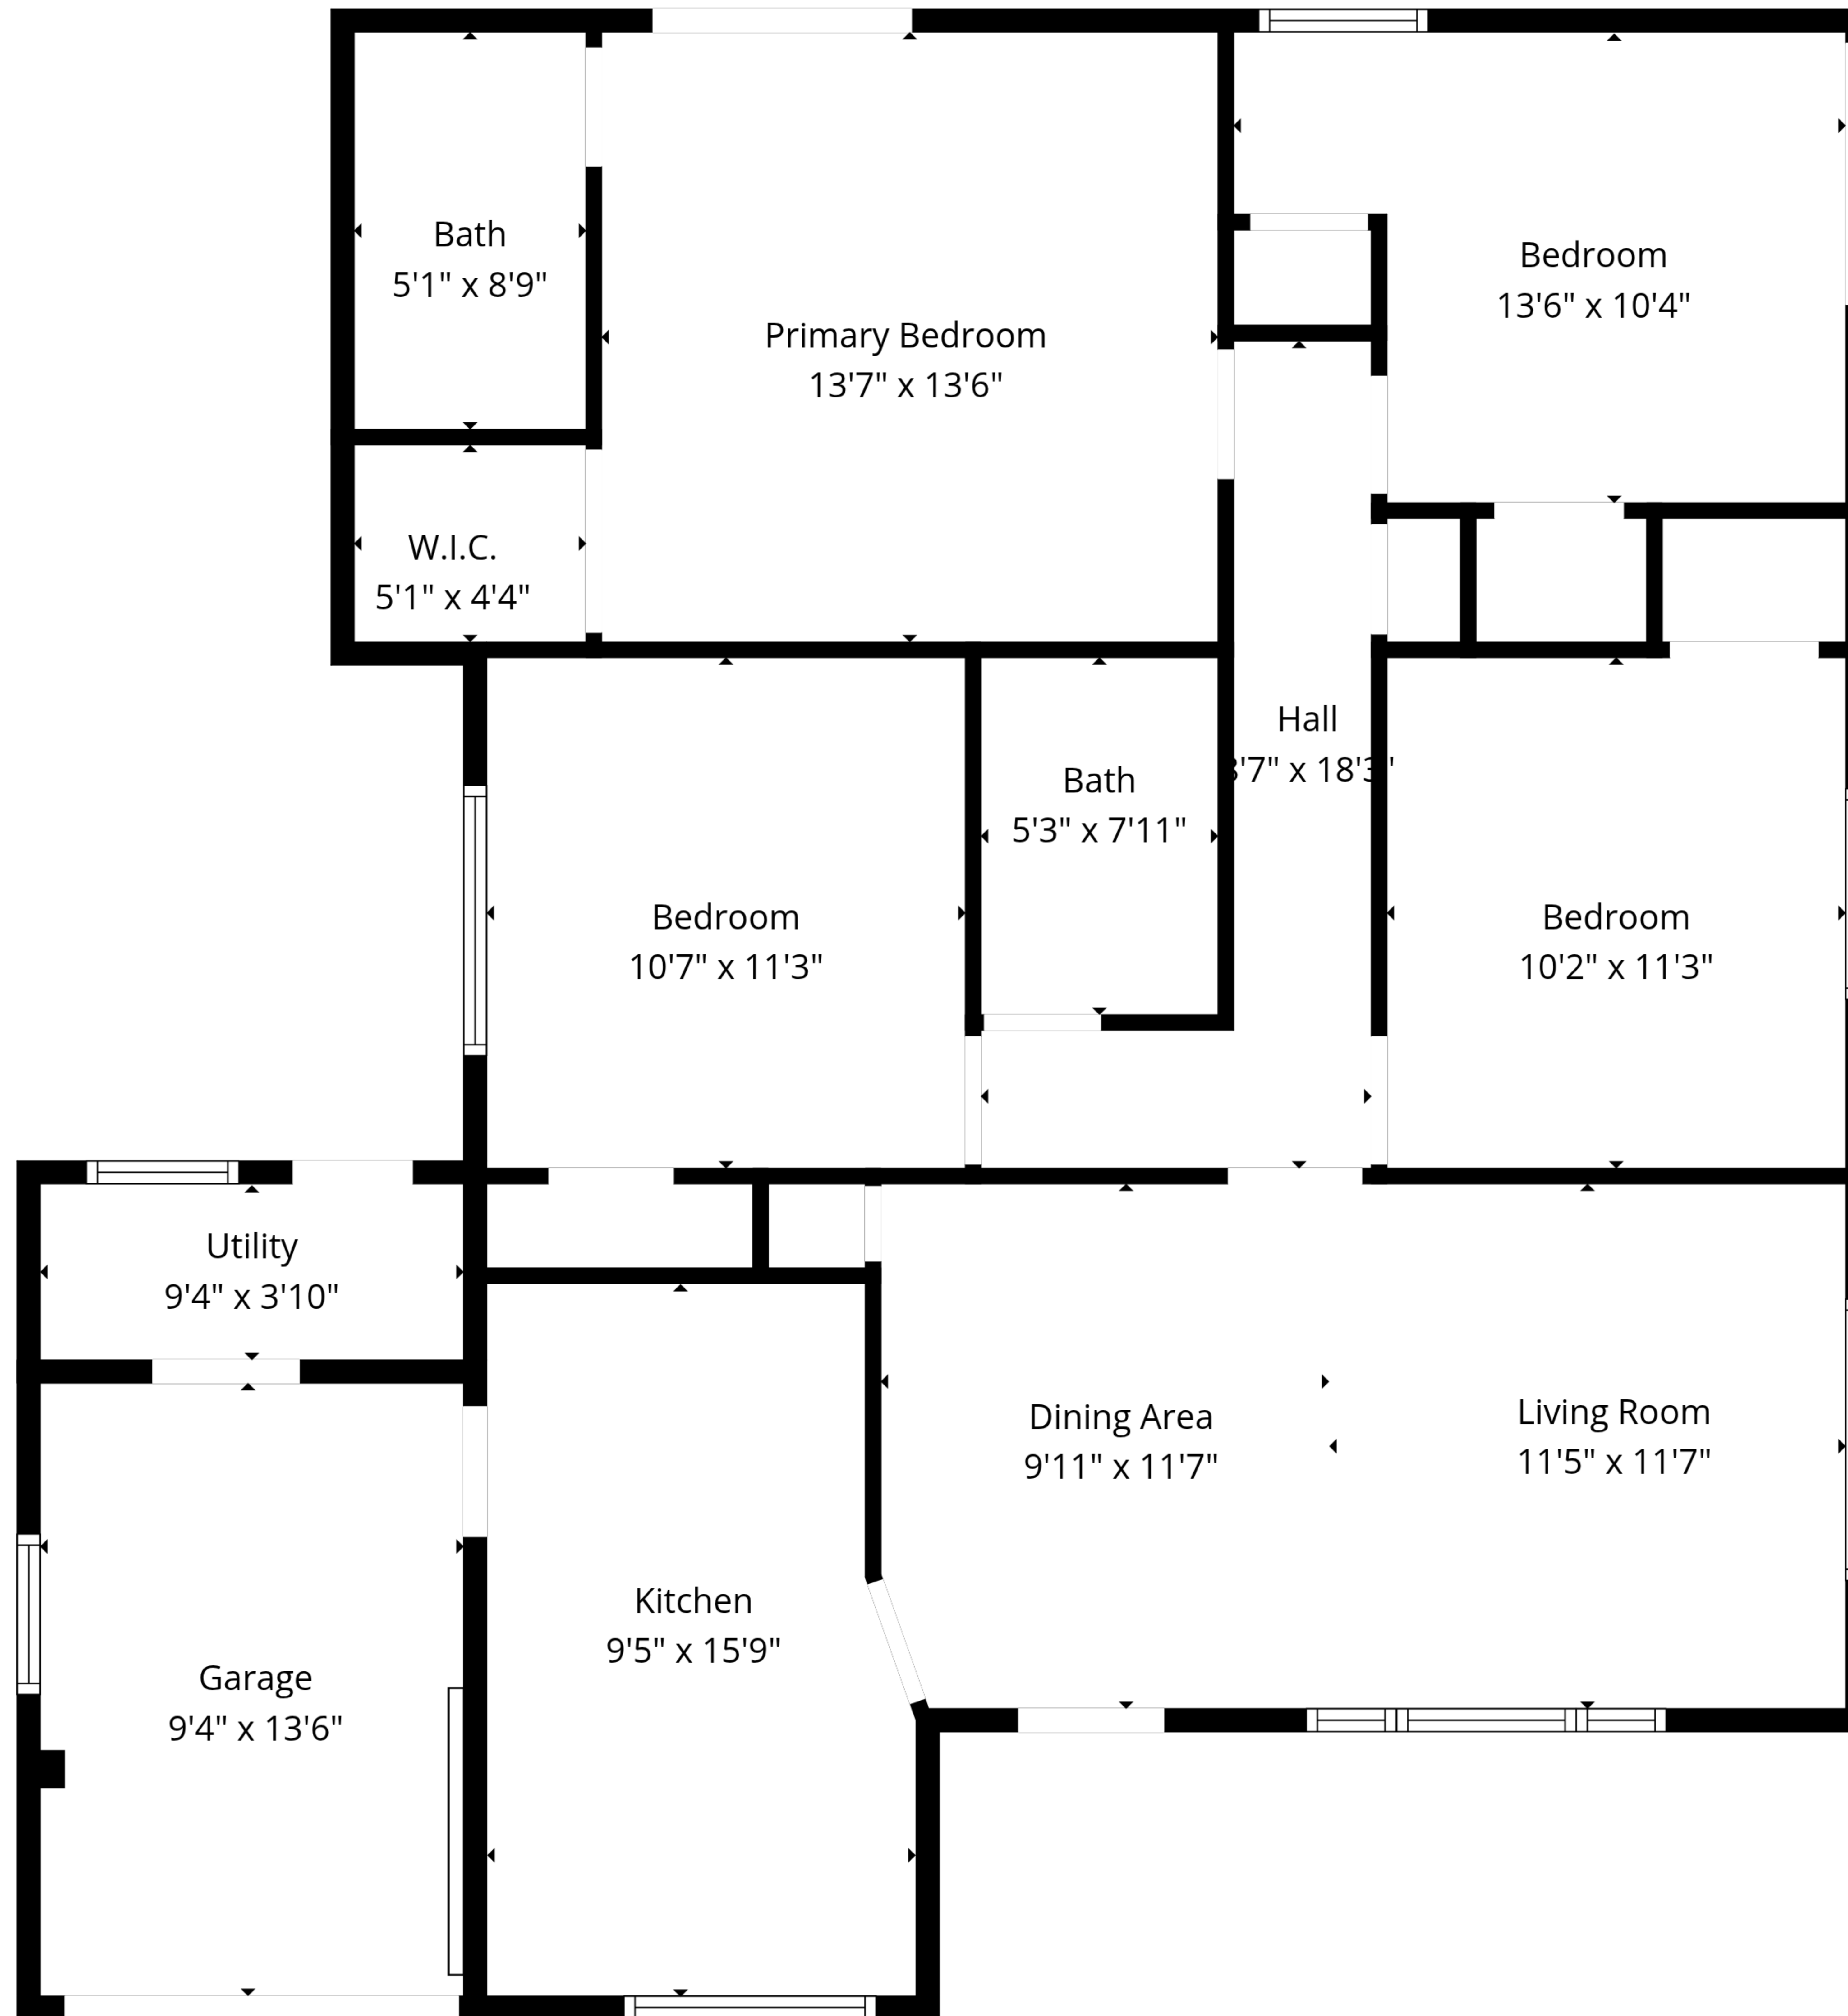 Bath
5'1" x 8'9"
Primary Bedroom
13'7" x 13'6"
Bedroom
13'6" x 10'4"
W.I.C.
5'1" x 4'4"
Hall
'7" x 18'3"
Bath
5'3" x 7'11"
Bedroom
10'7" x 11'3"
Bedroom
10'2" x 11'3"
Utility
9'4" x 3'10"
Dining Area
9'11" x 11'7"
Living Room
11'5" x 11'7"
Kitchen
9'5" x 15'9"
Garage
9'4" x 13'6"